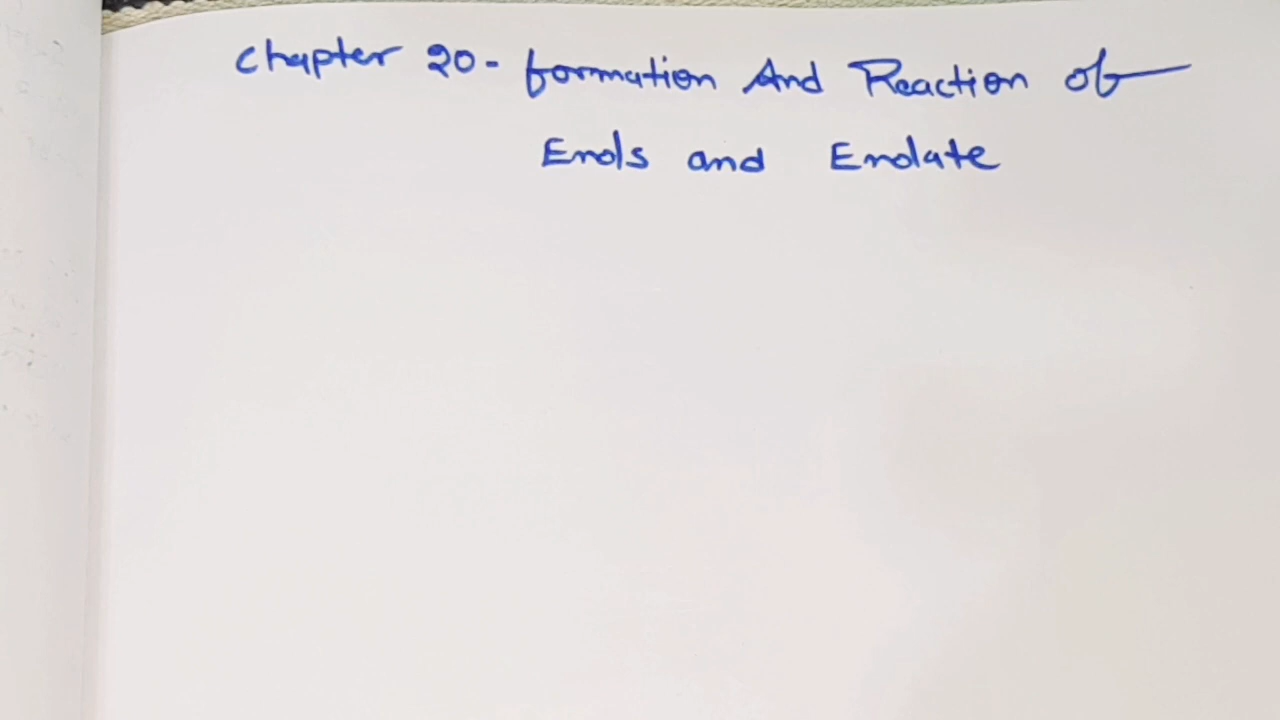 Chapter 20 - formation And Reaction of
Enols and Enolate